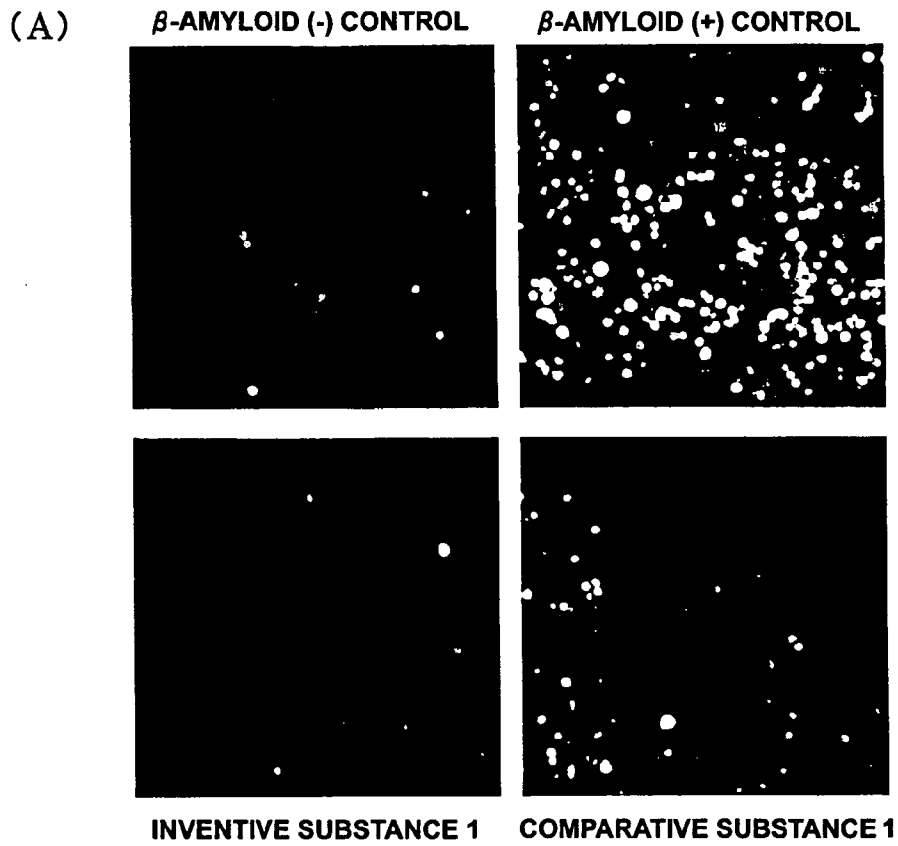 (A)
β-AMYLOID (-) CONTROL β-AMYLOID (+) CONTROL
INVENTIVE SUBSTANCE 1 COMPARATIVE SUBSTANCE 1